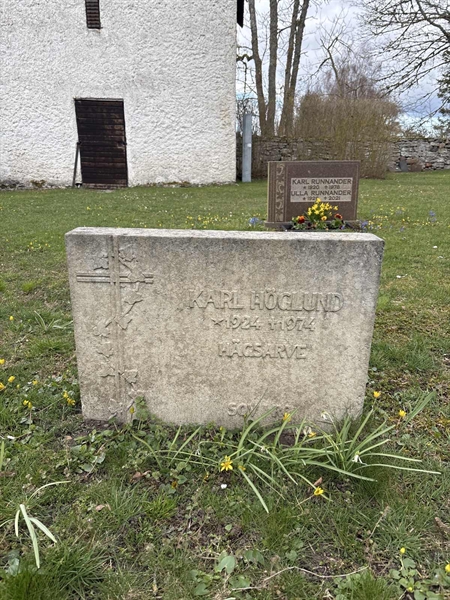 KARL RUNNANDER
ULLA RUNNANDER
KARL HÖGLUND
*1924 †1974
HÄGSARVE